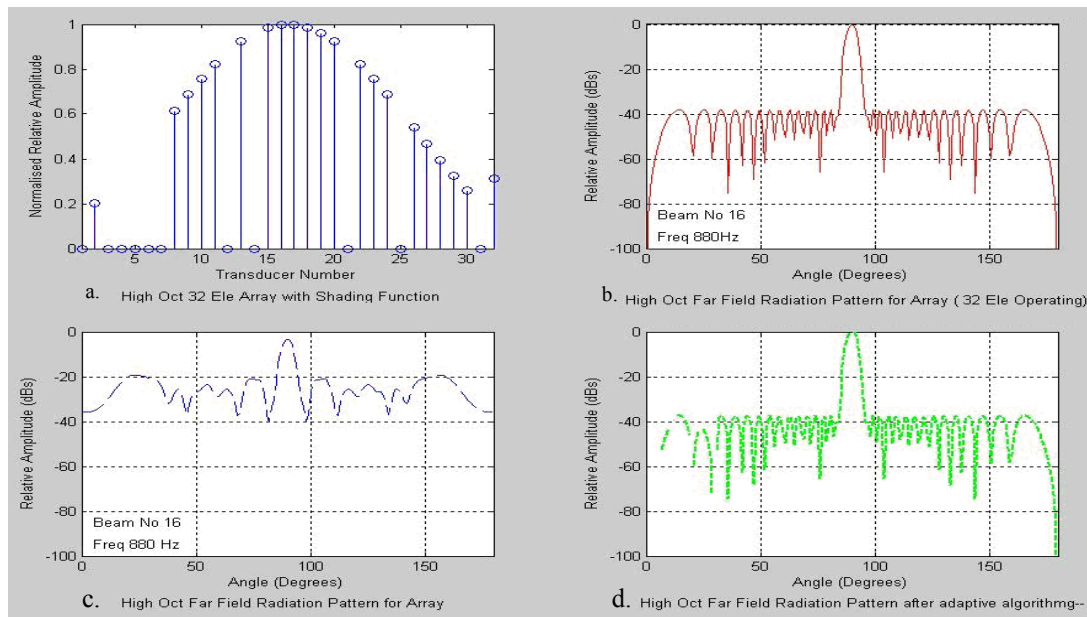 1
0.8
0.6
0.4
0.2
0
Normalised Relative Amplitude
5 10 15 20 25 30
Transducer Number
a. High Oct 32 Ele Array with Shading Function
0
-20
-40
-60
-80
-100
Relative Amplitude (dBs)
Beam No 16
Freq 880Hz
0 50 100 150
Angle (Degrees)
b. High Oct Far Field Radiation Pattern for Array ( 32 Ele Operating)
0
-20
-40
-60
-80
-100
Relative Amplitude (dBs)
Beam No 16
Freq 880 Hz
0 50 100 150
Angle (Degrees)
c. High Oct Far Field Radiation Pattern for Array
0
-20
-40
-60
-80
-100
Relative Amplitude (dBs)
0 50 100 150
Angle (Degrees)
d. High Oct Far Field Radiation Pattern after adaptive algorithmg--